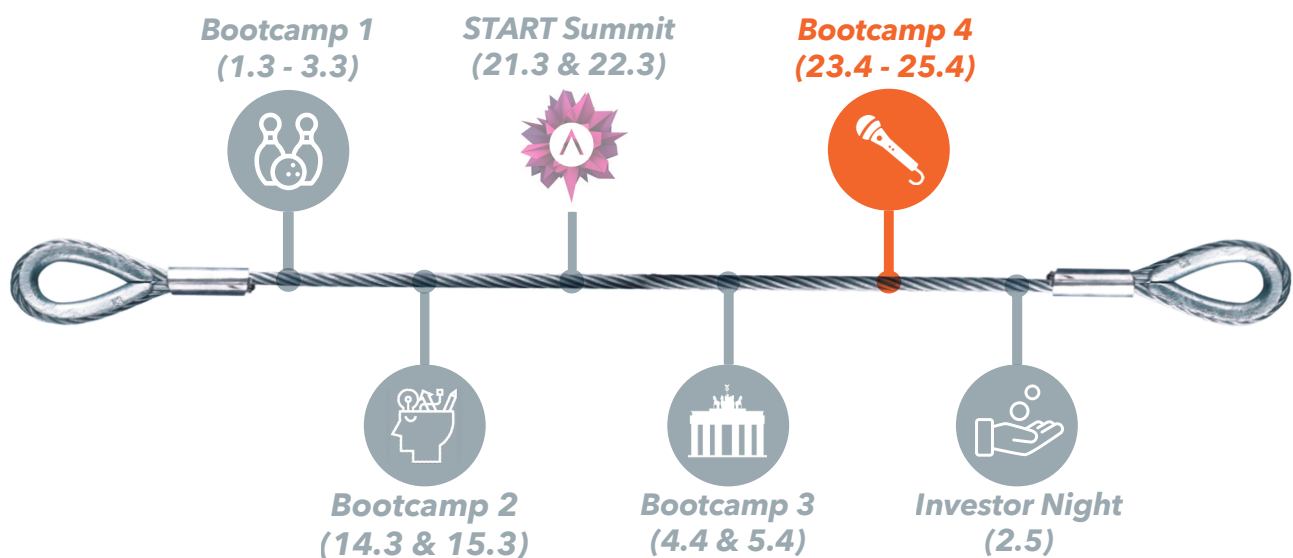 Bootcamp 1
(1.3 - 3.3)
START Summit
(21.3 & 22.3)
Bootcamp 4
(23.4 - 25.4)
Bootcamp 2
(14.3 & 15.3)
Bootcamp 3
(4.4 & 5.4)
Investor Night
(2.5)